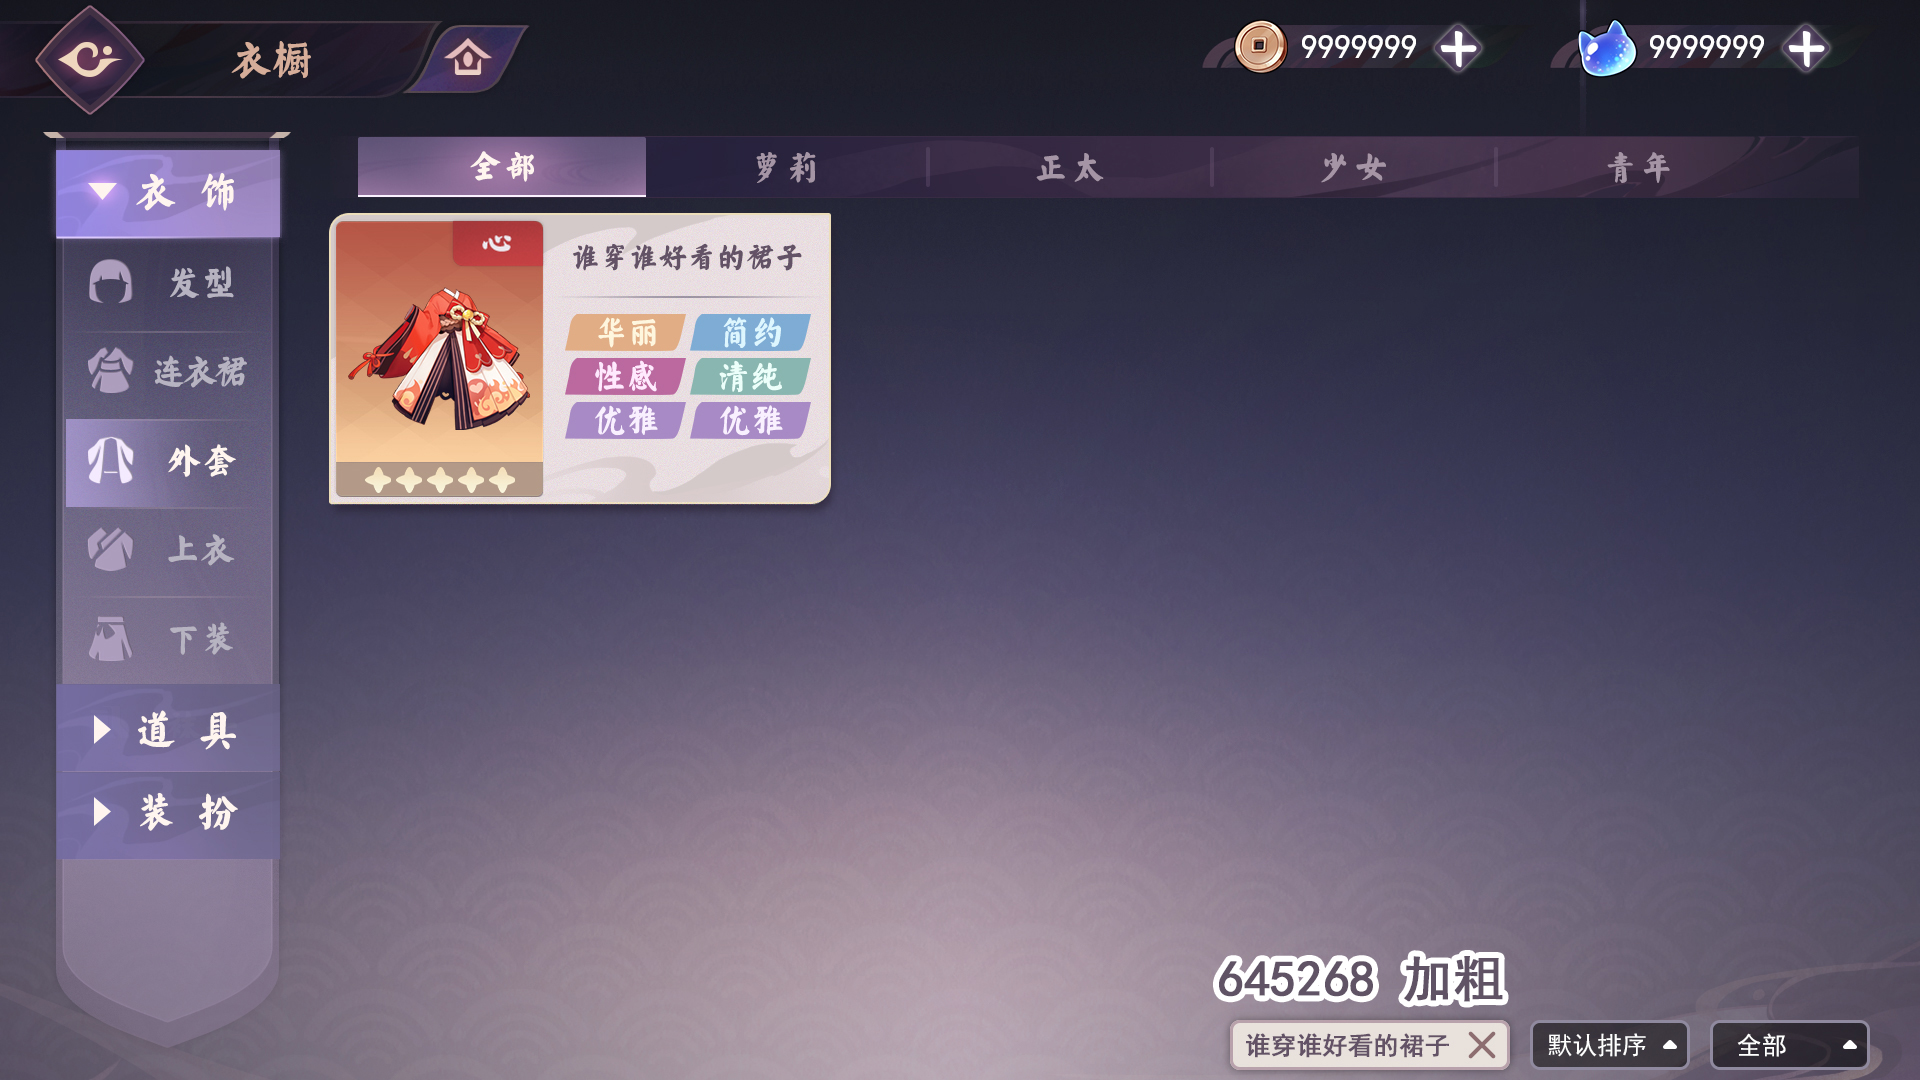 衣橱
9999999
9999999
全部
萝莉
正太
少女
青年
衣饰
发型
连衣裙
外套
上衣
下装
道具
装扮
心
谁穿谁好看的裙子
华丽 简约
性感 清纯
优雅 优雅
645268 加粗
谁穿谁好看的裙子
默认排序
全部